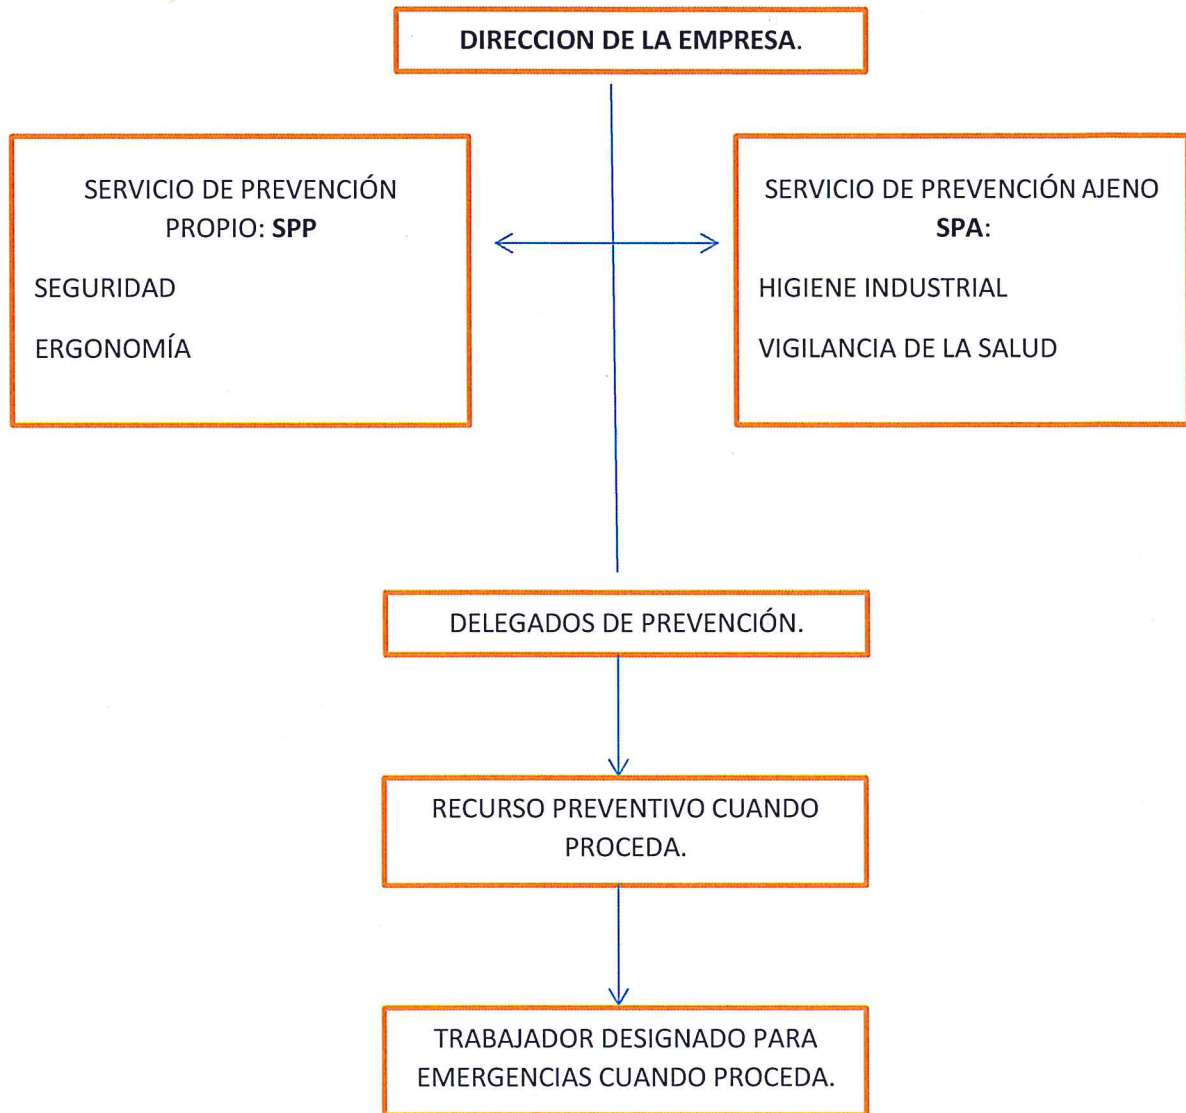 DIRECCION DE LA EMPRESA.
SERVICIO DE PREVENCIÓN
PROPIO: SPP
SEGURIDAD
ERGONOMÍA
SERVICIO DE PREVENCIÓN AJENO
SPA:
HIGIENE INDUSTRIAL
VIGILANCIA DE LA SALUD
DELEGADOS DE PREVENCIÓN.
RECURSO PREVENTIVO CUANDO
PROCEDA.
TRABAJADOR DESIGNADO PARA
EMERGENCIAS CUANDO PROCEDA.